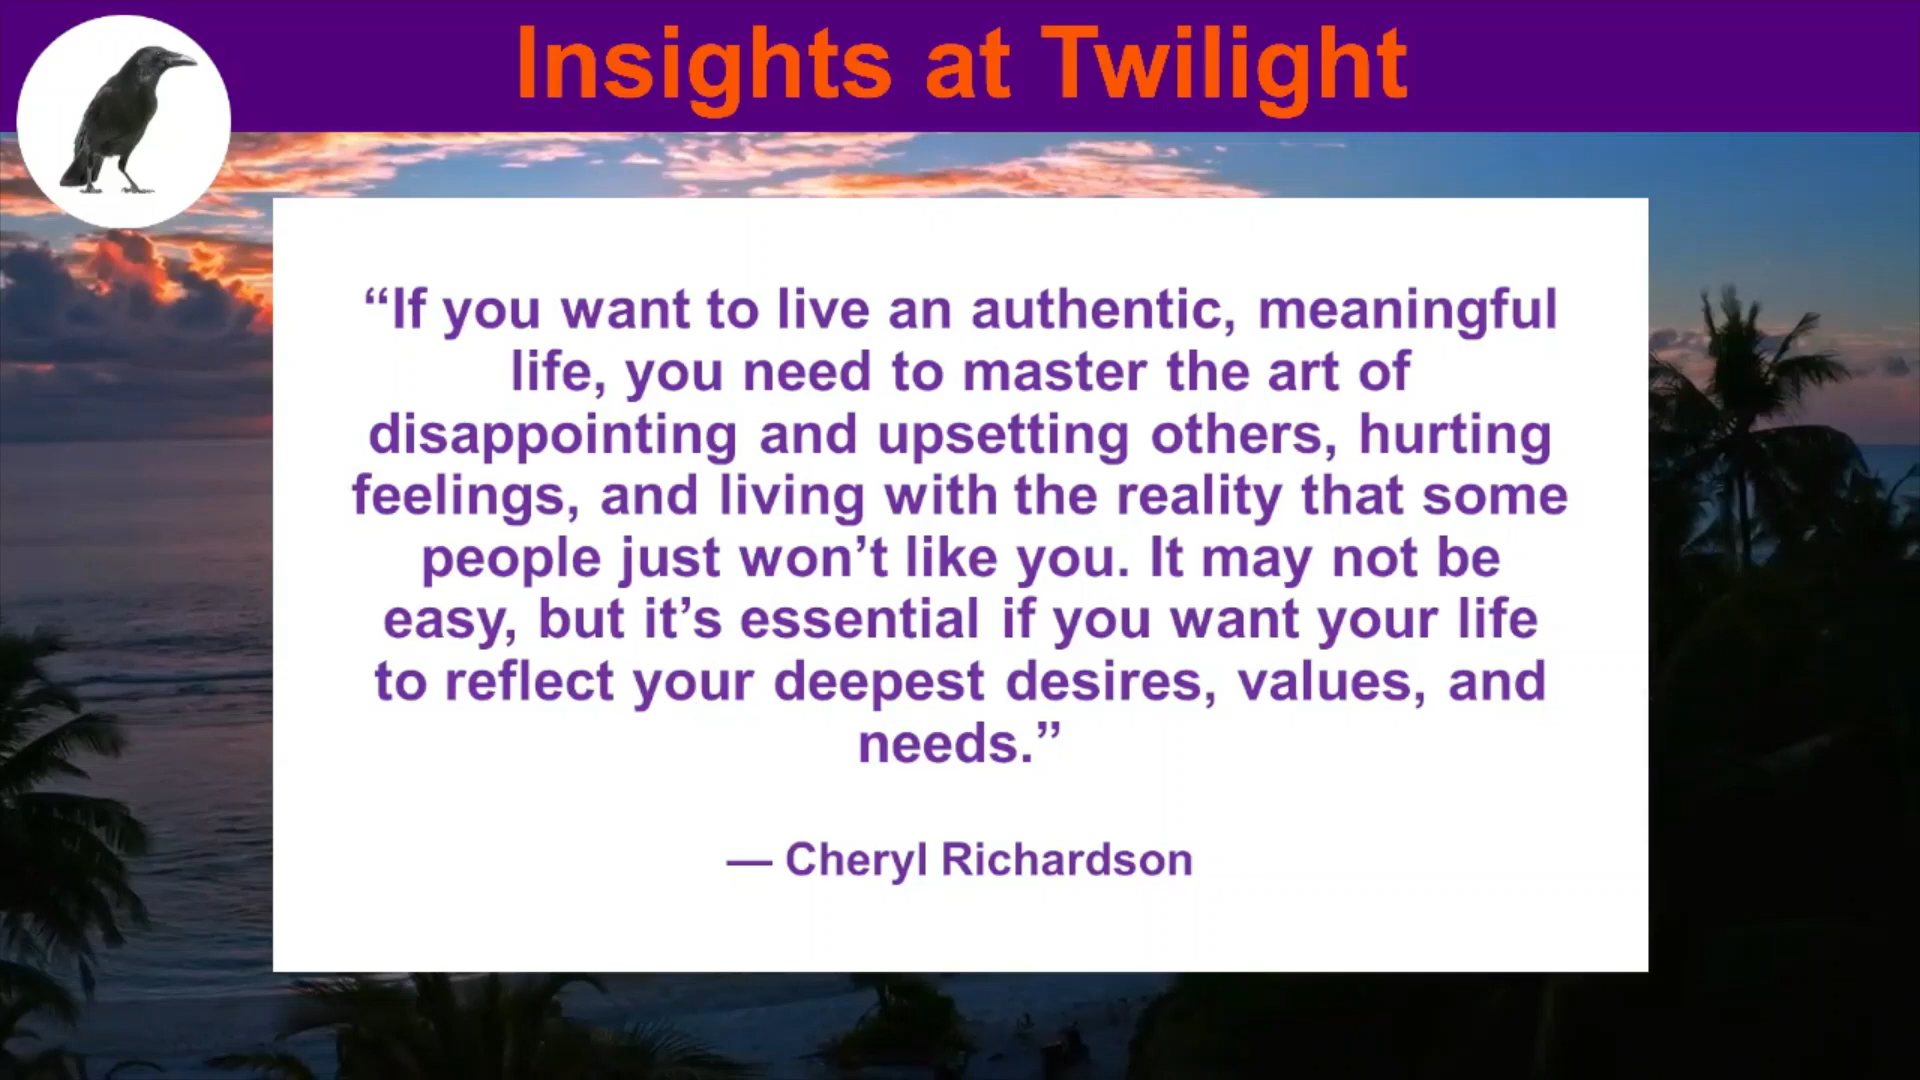 Insights at Twilight
“If you want to live an authentic, meaningful
life, you need to master the art of
disappointing and upsetting others, hurting
feelings, and living with the reality that some
people just won’t like you. It may not be
easy, but it’s essential if you want your life
to reflect your deepest desires, values, and
needs.”
— Cheryl Richardson